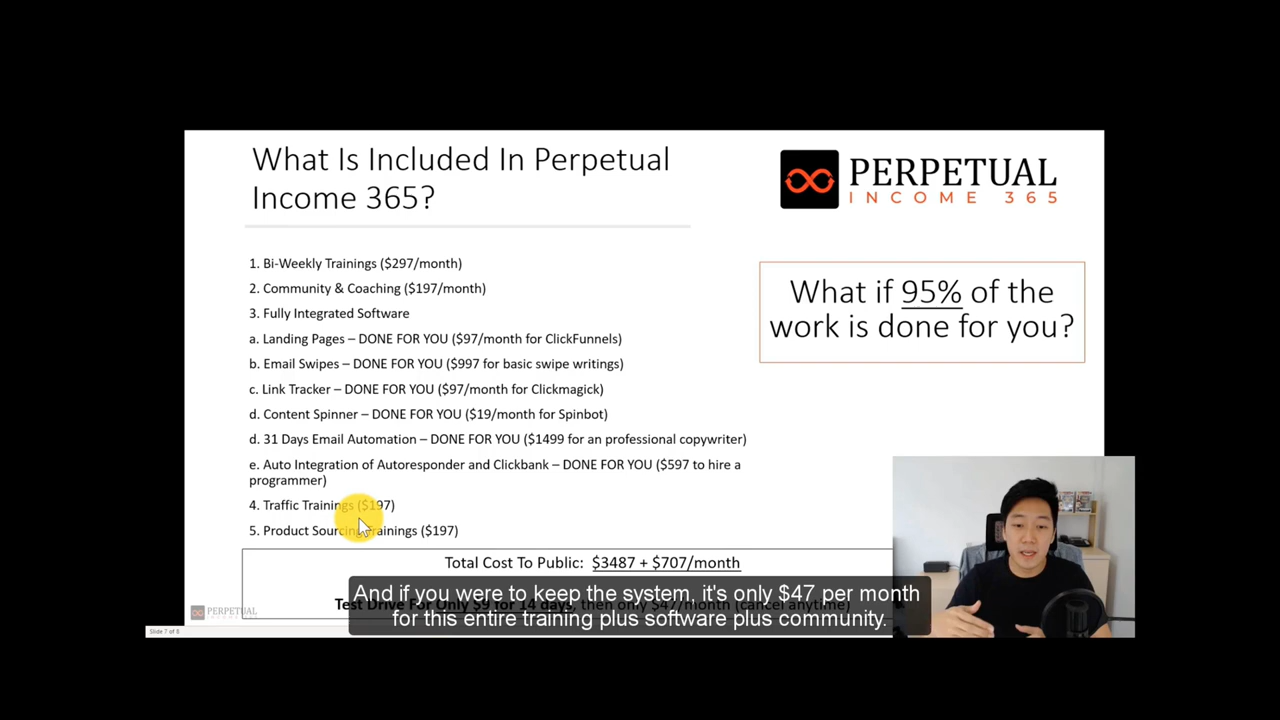 What Is Included In Perpetual
Income 365?
PERPETUAL
INCOME 365
What if 95% of the
work is done for you?
1. Bi-Weekly Trainings ($297/month)
2. Community & Coaching ($197/month)
3. Fully Integrated Software
a. Landing Pages – DONE FOR YOU ($97/month for ClickFunnels)
b. Email Swipes – DONE FOR YOU ($997 for basic swipe writings)
c. Link Tracker – DONE FOR YOU ($97/month for Clickmagick)
d. Content Spinner – DONE FOR YOU ($19/month for Spinbot)
d. 31 Days Email Automation – DONE FOR YOU ($1499 for an professional copywriter)
e. Auto Integration of Autoresponder and Clickbank – DONE FOR YOU ($597 to hire a
programmer)
4. Traffic Trainings ($197)
5. Product Sourcing Trainings ($197)
Total Cost To Public: $3487 + $707/month
Test Drive For Only $9 for 14 days, then only $47/month (cancel anytime)
And if you were to keep the system, it's only $47 per month
for this entire training plus software plus community.
PERPETUAL
Slide 7 of 8